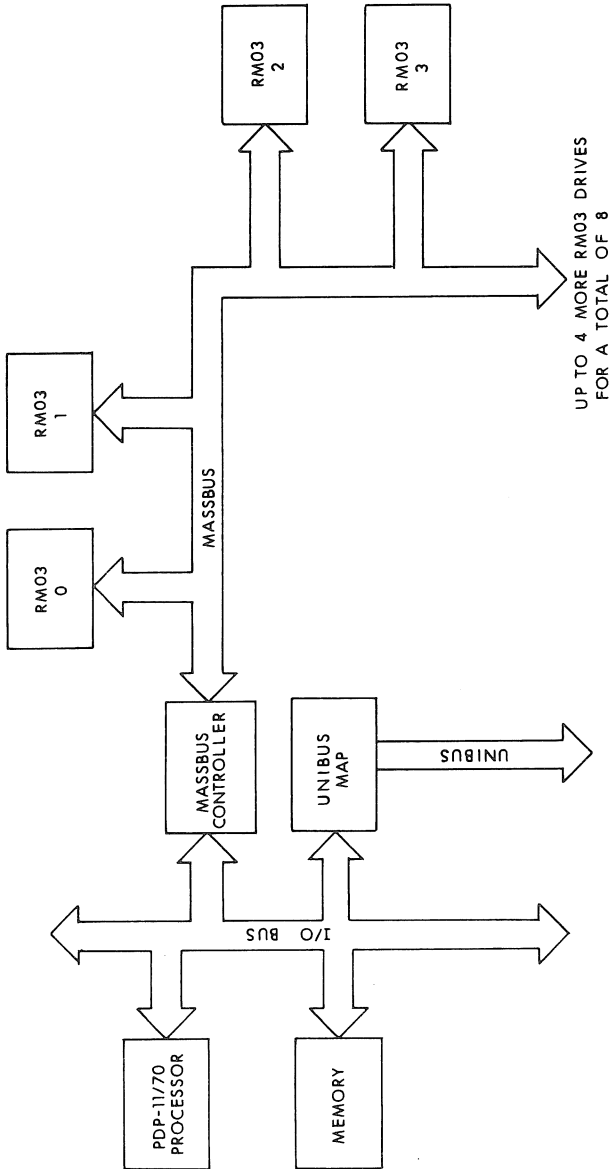 RM03
0
RM03
1
RM03
2
RM03
3
PDP-11/70
PROCESSOR
MASSBUS
CONTROLLER
MASSBUS
I/O BUS
MEMORY
UNIBUS
MAP
UNIBUS
UP TO 4 MORE RM03 DRIVES
FOR A TOTAL OF 8